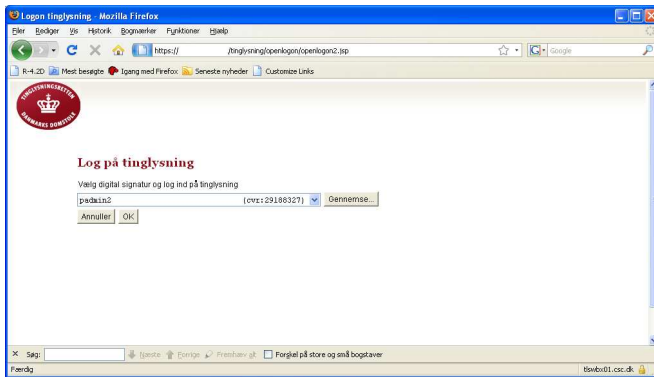 Logon tinglysning - Mozilla Firefox
Filer Rediger Vis Historik Bogmærker Funktioner Hjælp
https:// /tinglysning/openlogon/openlogon2.jsp Google
R-4.2D Mest besøgte Igang med Firefox Seneste nyheder Customize Links
TINGLYSNINGSRETTEN
DANMARKS DOMSTOLE
Log på tinglysning
Vælg digital signatur og log ind på tinglysning
padmin2 (cvr:29188327) Gennemse...
Annuller OK
Søg: Næste Forrige Fremhæv alt Forskel på store og små bogstaver
Færdig tlswbx01.csc.dk